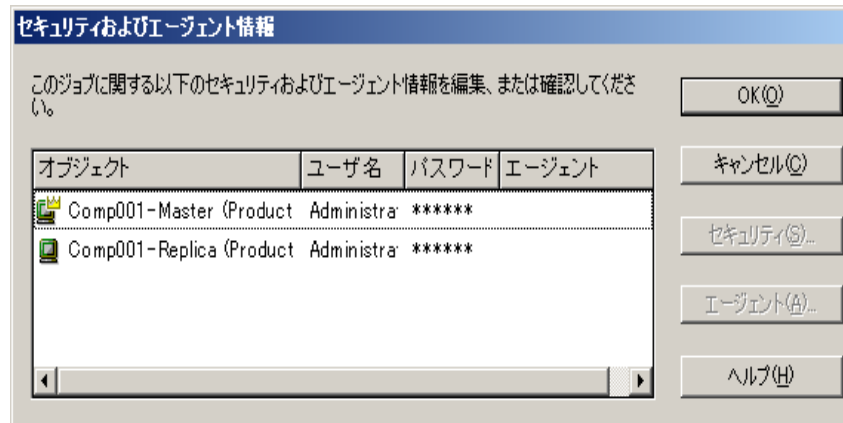 セキュリティおよびエージェント情報
このジョブに関する以下のセキュリティおよびエージェント情報を編集、または確認してくださ
い。
OK(O)
キャンセル(C)
セキュリティ(S)...
エージェント(A)...
ヘルプ(H)
オブジェクト ユーザ名 パスワード エージェント
Comp001-Master (Product Administra ******
Comp001-Replica (Product Administra ******